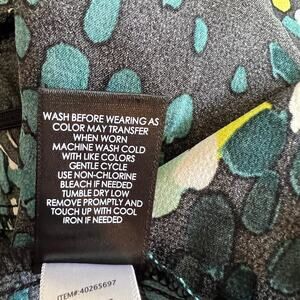 WASH BEFORE WEARING AS
COLOR MAY TRANSFER
WHEN WORN
MACHINE WASH COLD
WITH LIKE COLORS
GENTLE CYCLE
USE NON-CHLORINE
BLEACH IF NEEDED
TUMBLE DRY LOW
REMOVE PROMPTLY AND
TOUCH UP WITH COOL
IRON IF NEEDED
ITEM#:40265697